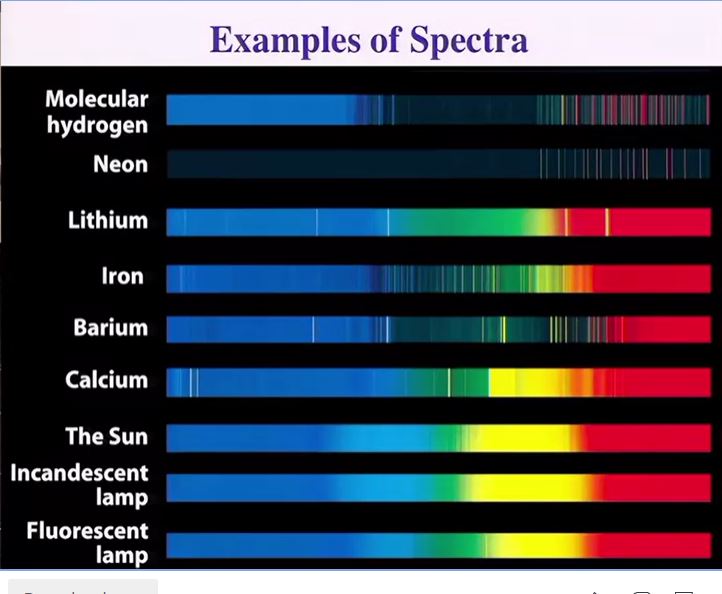 Examples of Spectra
Molecular
hydrogen
Neon
Lithium
Iron
Barium
Calcium
The Sun
Incandescent
lamp
Fluorescent
lamp